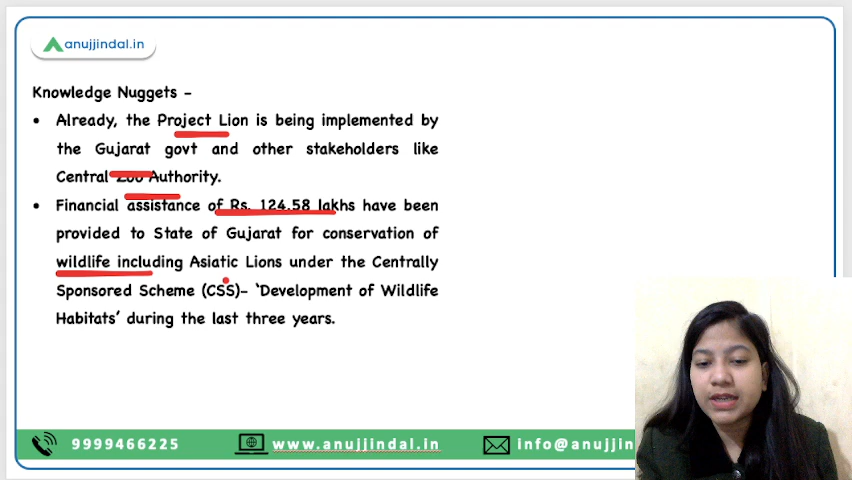 anujjindal.in
Knowledge Nuggets –
• Already, the Project Lion is being implemented by
the Gujarat govt and other stakeholders like
Central Zoo Authority.
• Financial assistance of Rs. 124.58 lakhs have been
provided to State of Gujarat for conservation of
wildlife including Asiatic Lions under the Centrally
Sponsored Scheme (CSS)– ‘Development of Wildlife
Habitats’ during the last three years.
9999466225 www.anujjindal.in info@anujjin